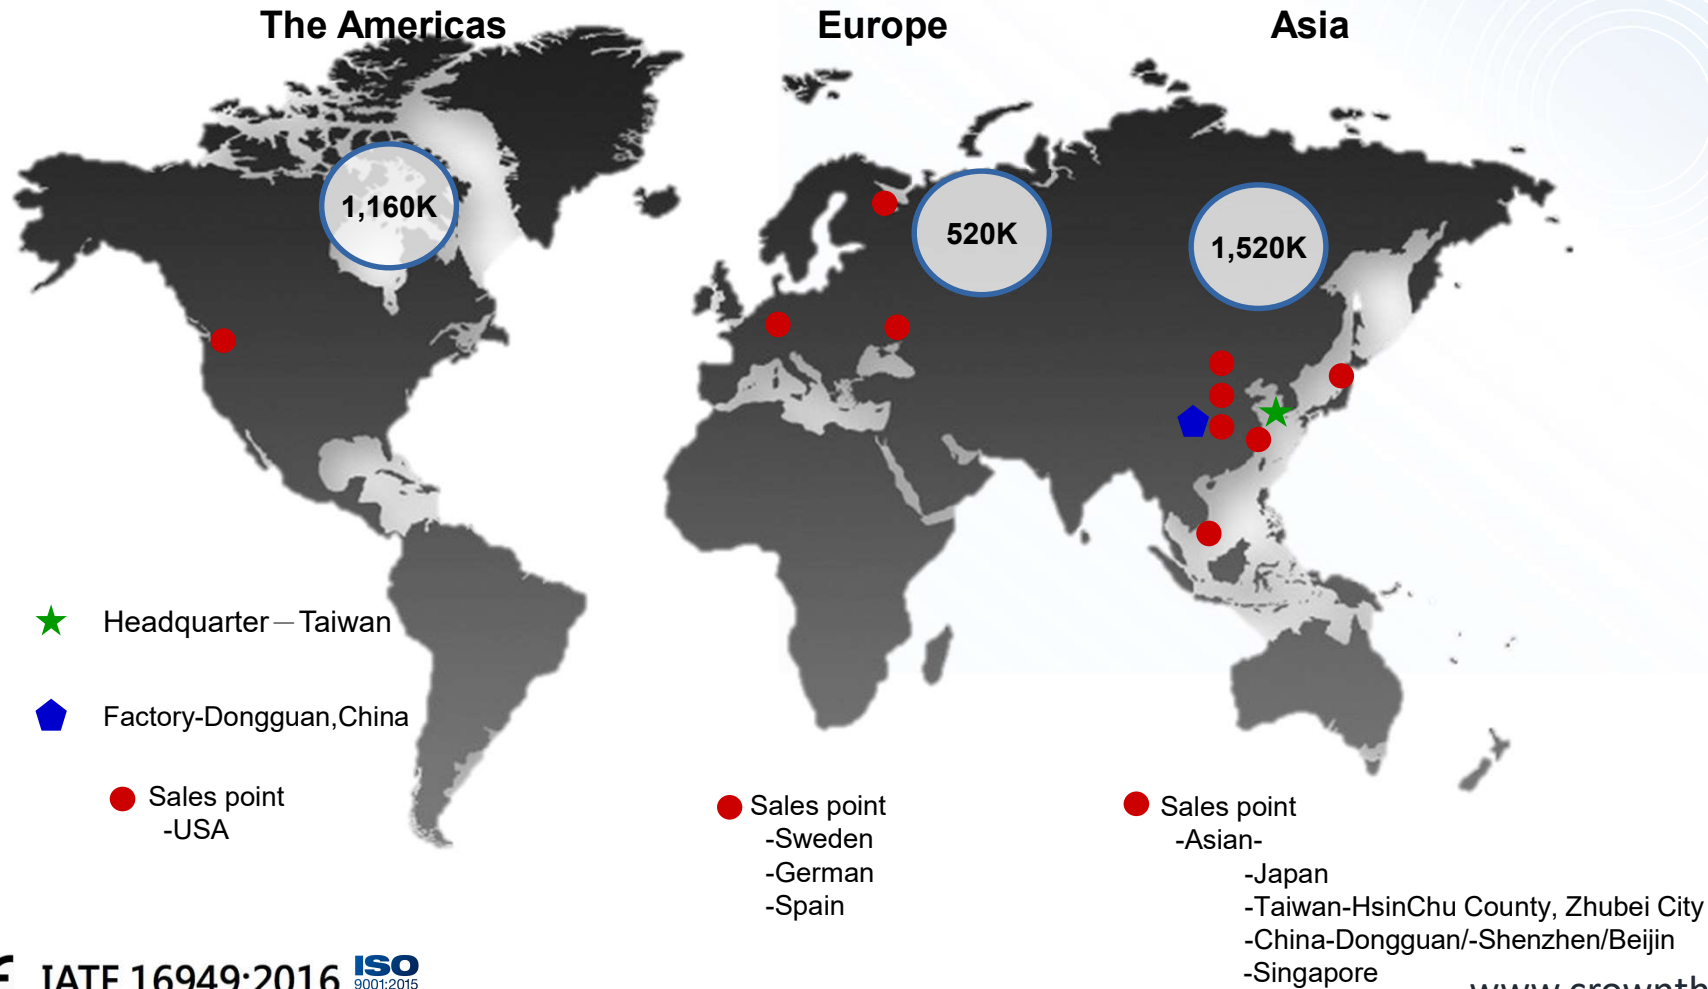 The Americas
Europe
Asia
1,160K
520K
1,520K
Headquarter－Taiwan
Factory-Dongguan,China
Sales point
-USA
Sales point
-Sweden
-German
-Spain
Sales point
-Asian-
-Japan
-Taiwan-HsinChu County, Zhubei City
-China-Dongguan/-Shenzhen/Beijin
-Singapore
IATF 16949:2016
ISO
9001:2015